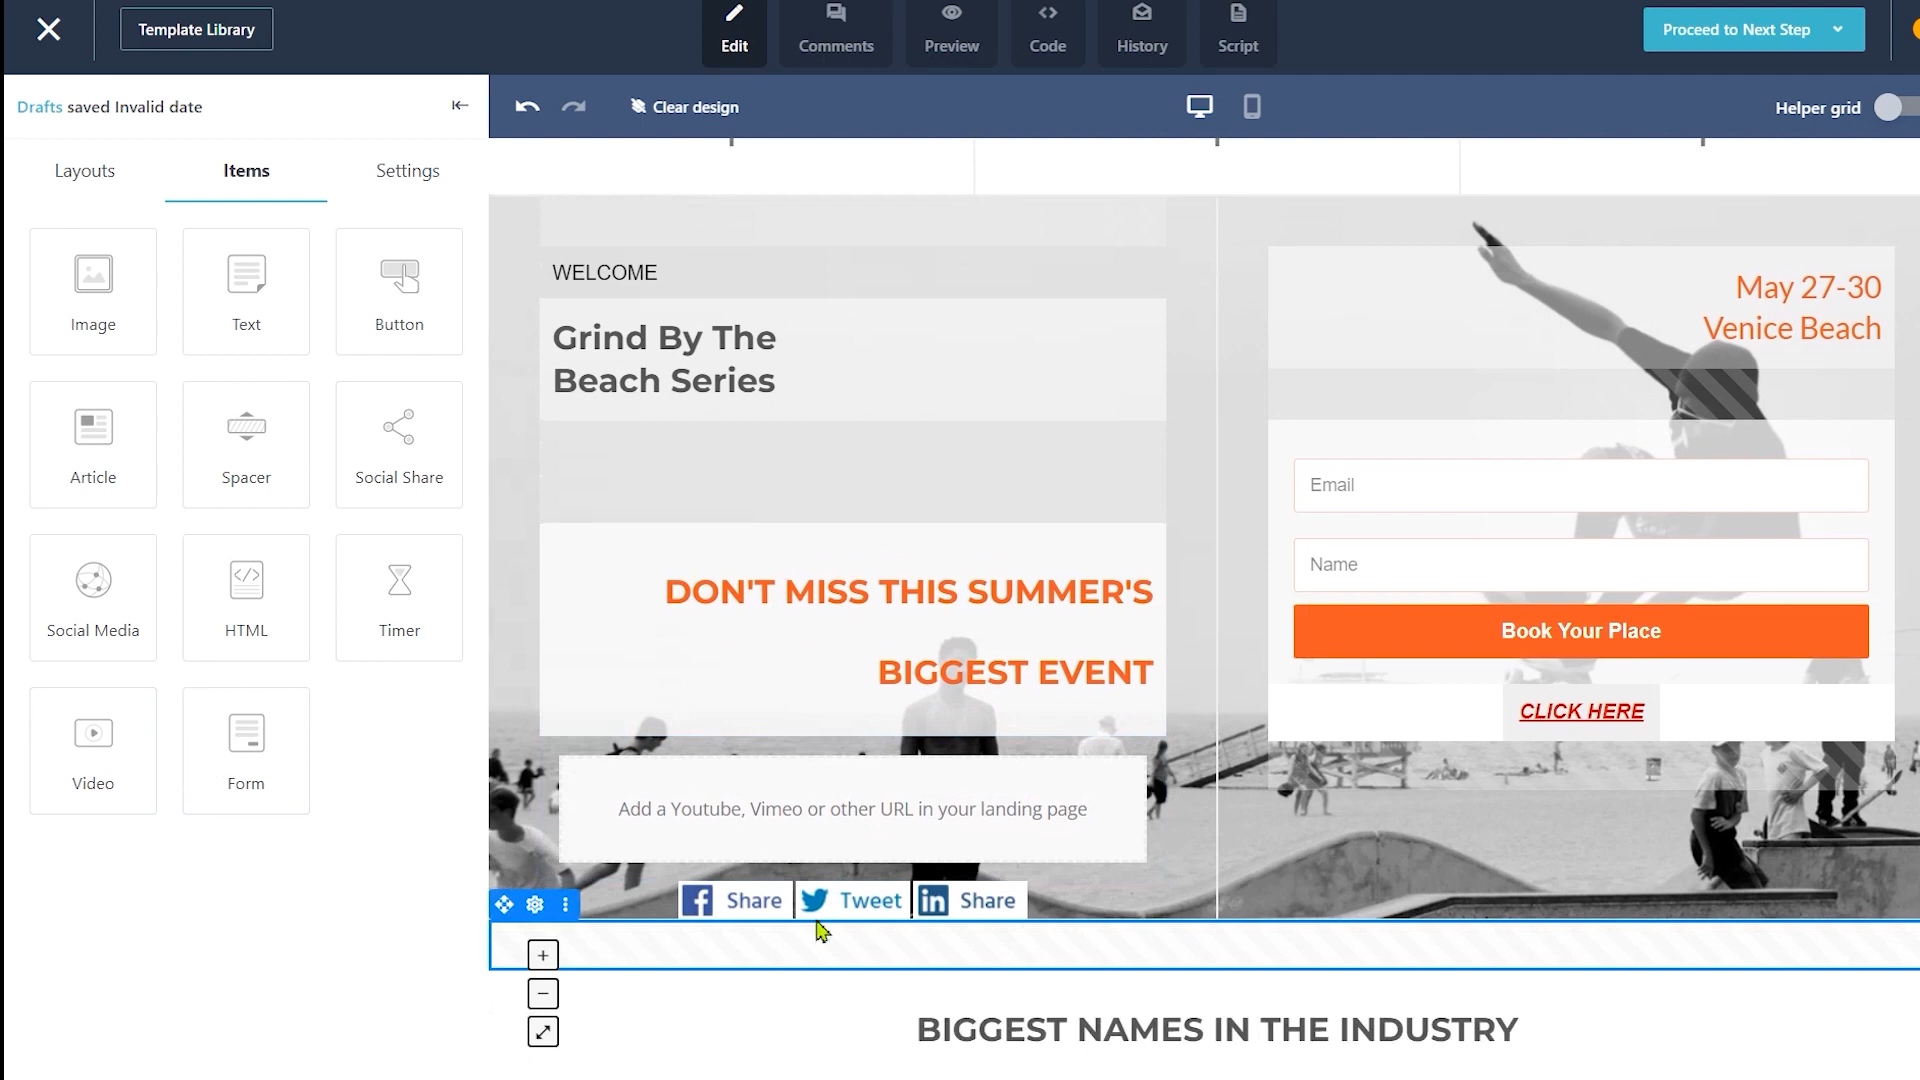 Template Library
Edit
Comments
Preview
Code
History
Script
Proceed to Next Step
Drafts saved Invalid date
Clear design
Helper grid
Layouts
Items
Settings
Image
Text
Button
Article
Spacer
Social Share
Social Media
HTML
Timer
Video
Form
WELCOME
Grind By The
Beach Series
DON'T MISS THIS SUMMER'S
BIGGEST EVENT
Add a Youtube, Vimeo or other URL in your landing page
Share
Tweet
Share
May 27-30
Venice Beach
Email
Name
Book Your Place
CLICK HERE
BIGGEST NAMES IN THE INDUSTRY